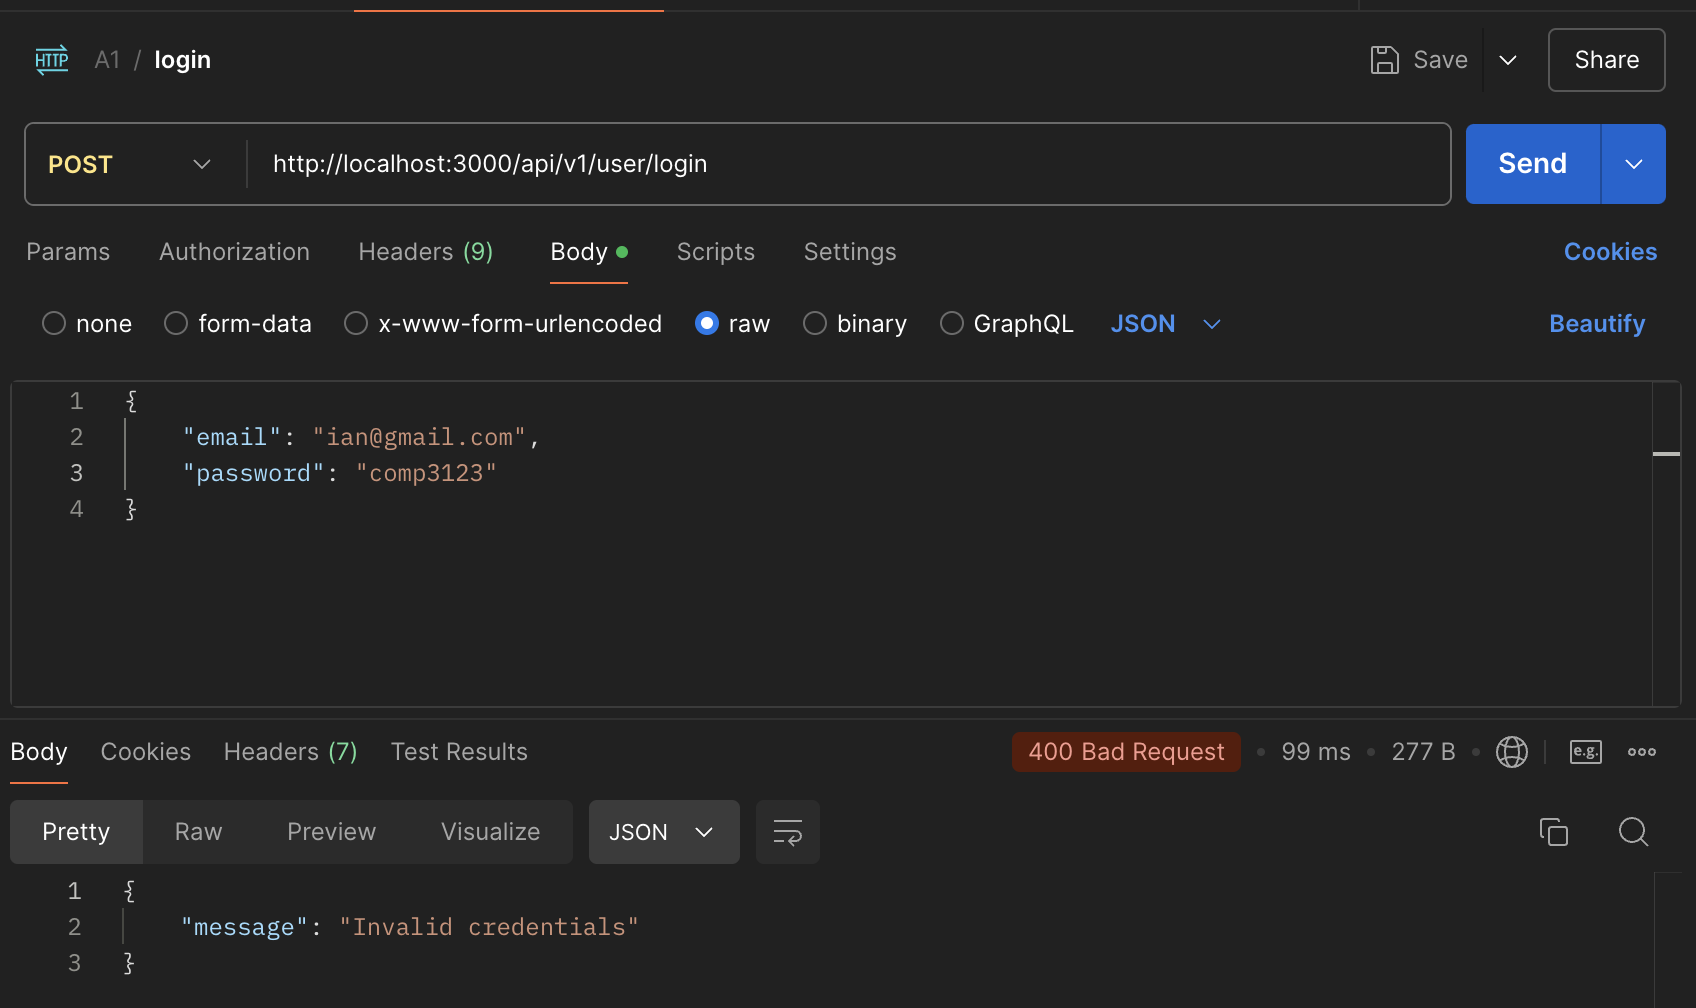 HTTP A1 / login Save Share
POST http://localhost:3000/api/v1/user/login Send
Params Authorization Headers (9) Body Scripts Settings Cookies
none form-data x-www-form-urlencoded raw binary GraphQL JSON Beautify
1 {
2 "email": "ian@gmail.com",
3 "password": "comp3123"
4 }
Body Cookies Headers (7) Test Results 400 Bad Request • 99 ms • 277 B • e.g.
Pretty Raw Preview Visualize JSON
1 {
2 "message": "Invalid credentials"
3 }